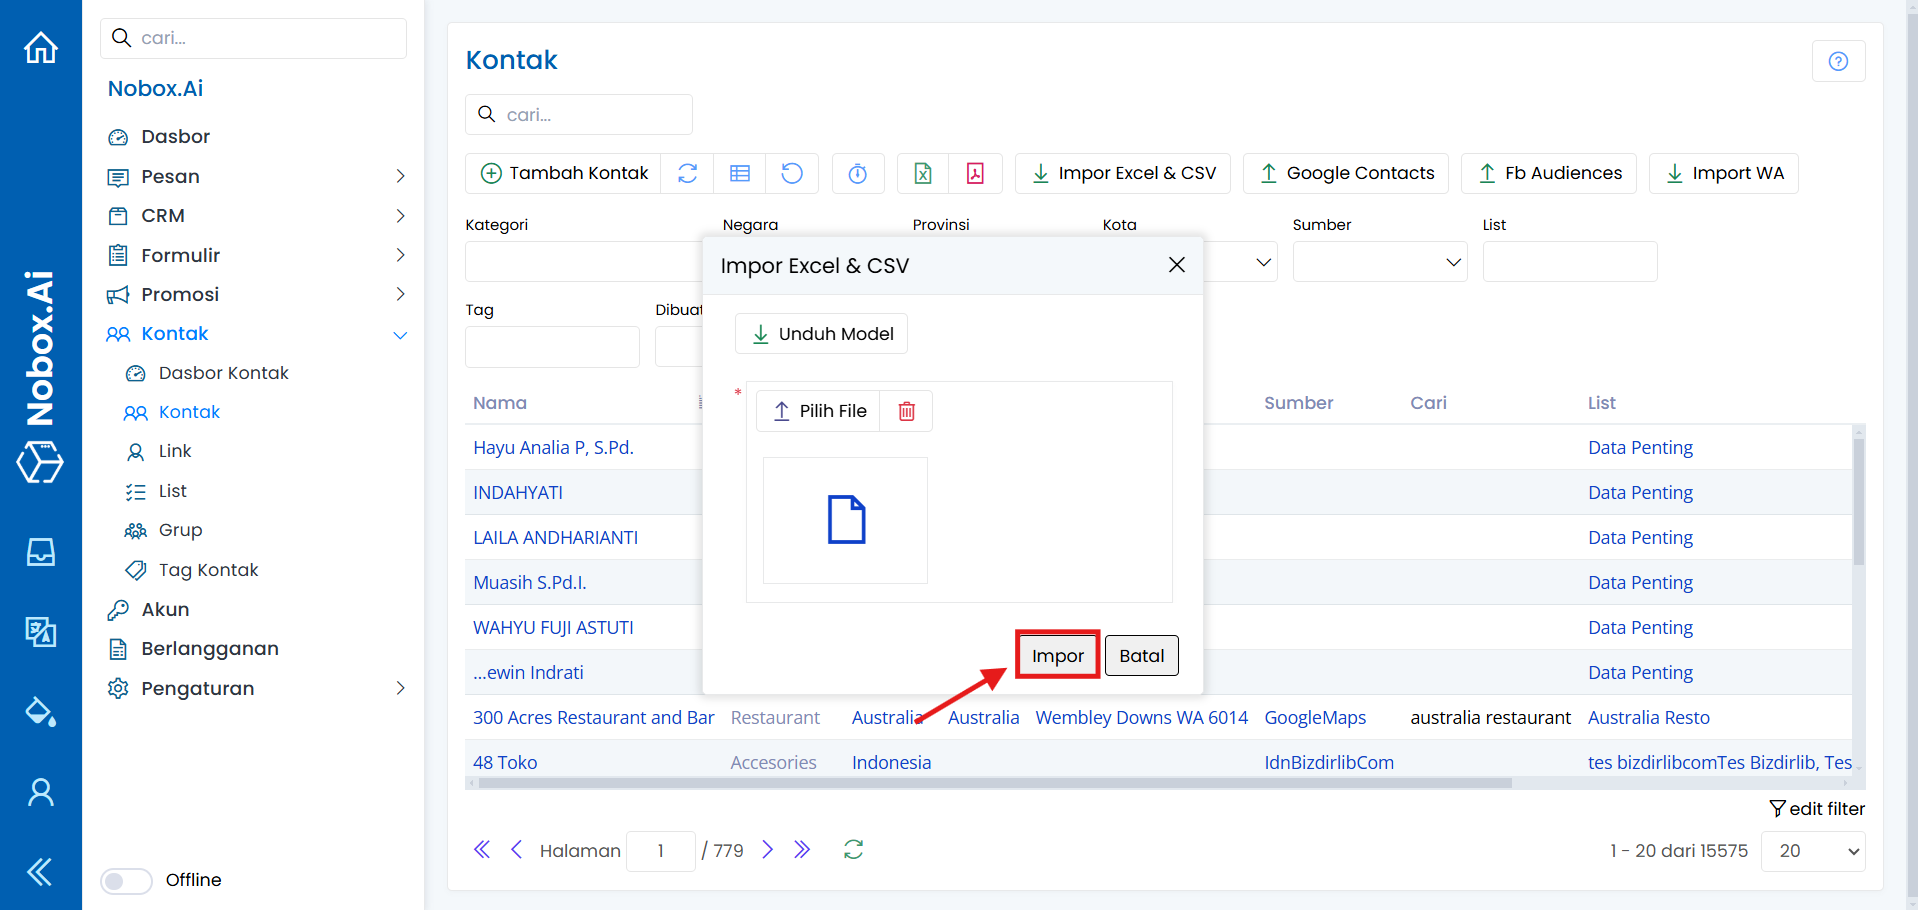 Nobox.Ai
cari...
Nobox.Ai
Dasbor
Pesan
CRM
Formulir
Promosi
Kontak
Dasbor Kontak
Kontak
Link
List
Grup
Tag Kontak
Akun
Berlangganan
Pengaturan
Offline
Kontak
cari...
Tambah Kontak Impor Excel & CSV Google Contacts Fb Audiences Import WA
Kategori Negara Provinsi Kota Sumber List
Tag
Impor Excel & CSV
Unduh Model
* Pilih File
Impor Batal
Nama Sumber Cari List
Hayu Analia P, S.Pd. Data Penting
INDAHYATI Data Penting
LAILA ANDHARIANTI Data Penting
Muasih S.Pd.I. Data Penting
WAHYU FUJI ASTUTI Data Penting
...ewin Indrati Data Penting
300 Acres Restaurant and Bar Restaurant Australia Australia Wembley Downs WA 6014 GoogleMaps australia restaurant Australia Resto
48 Toko Accesories Indonesia IdnBizdirlibCom tes bizdirlibcomTes Bizdirlib, Tes
edit filter
Halaman 1 / 779 1 - 20 dari 15575 20